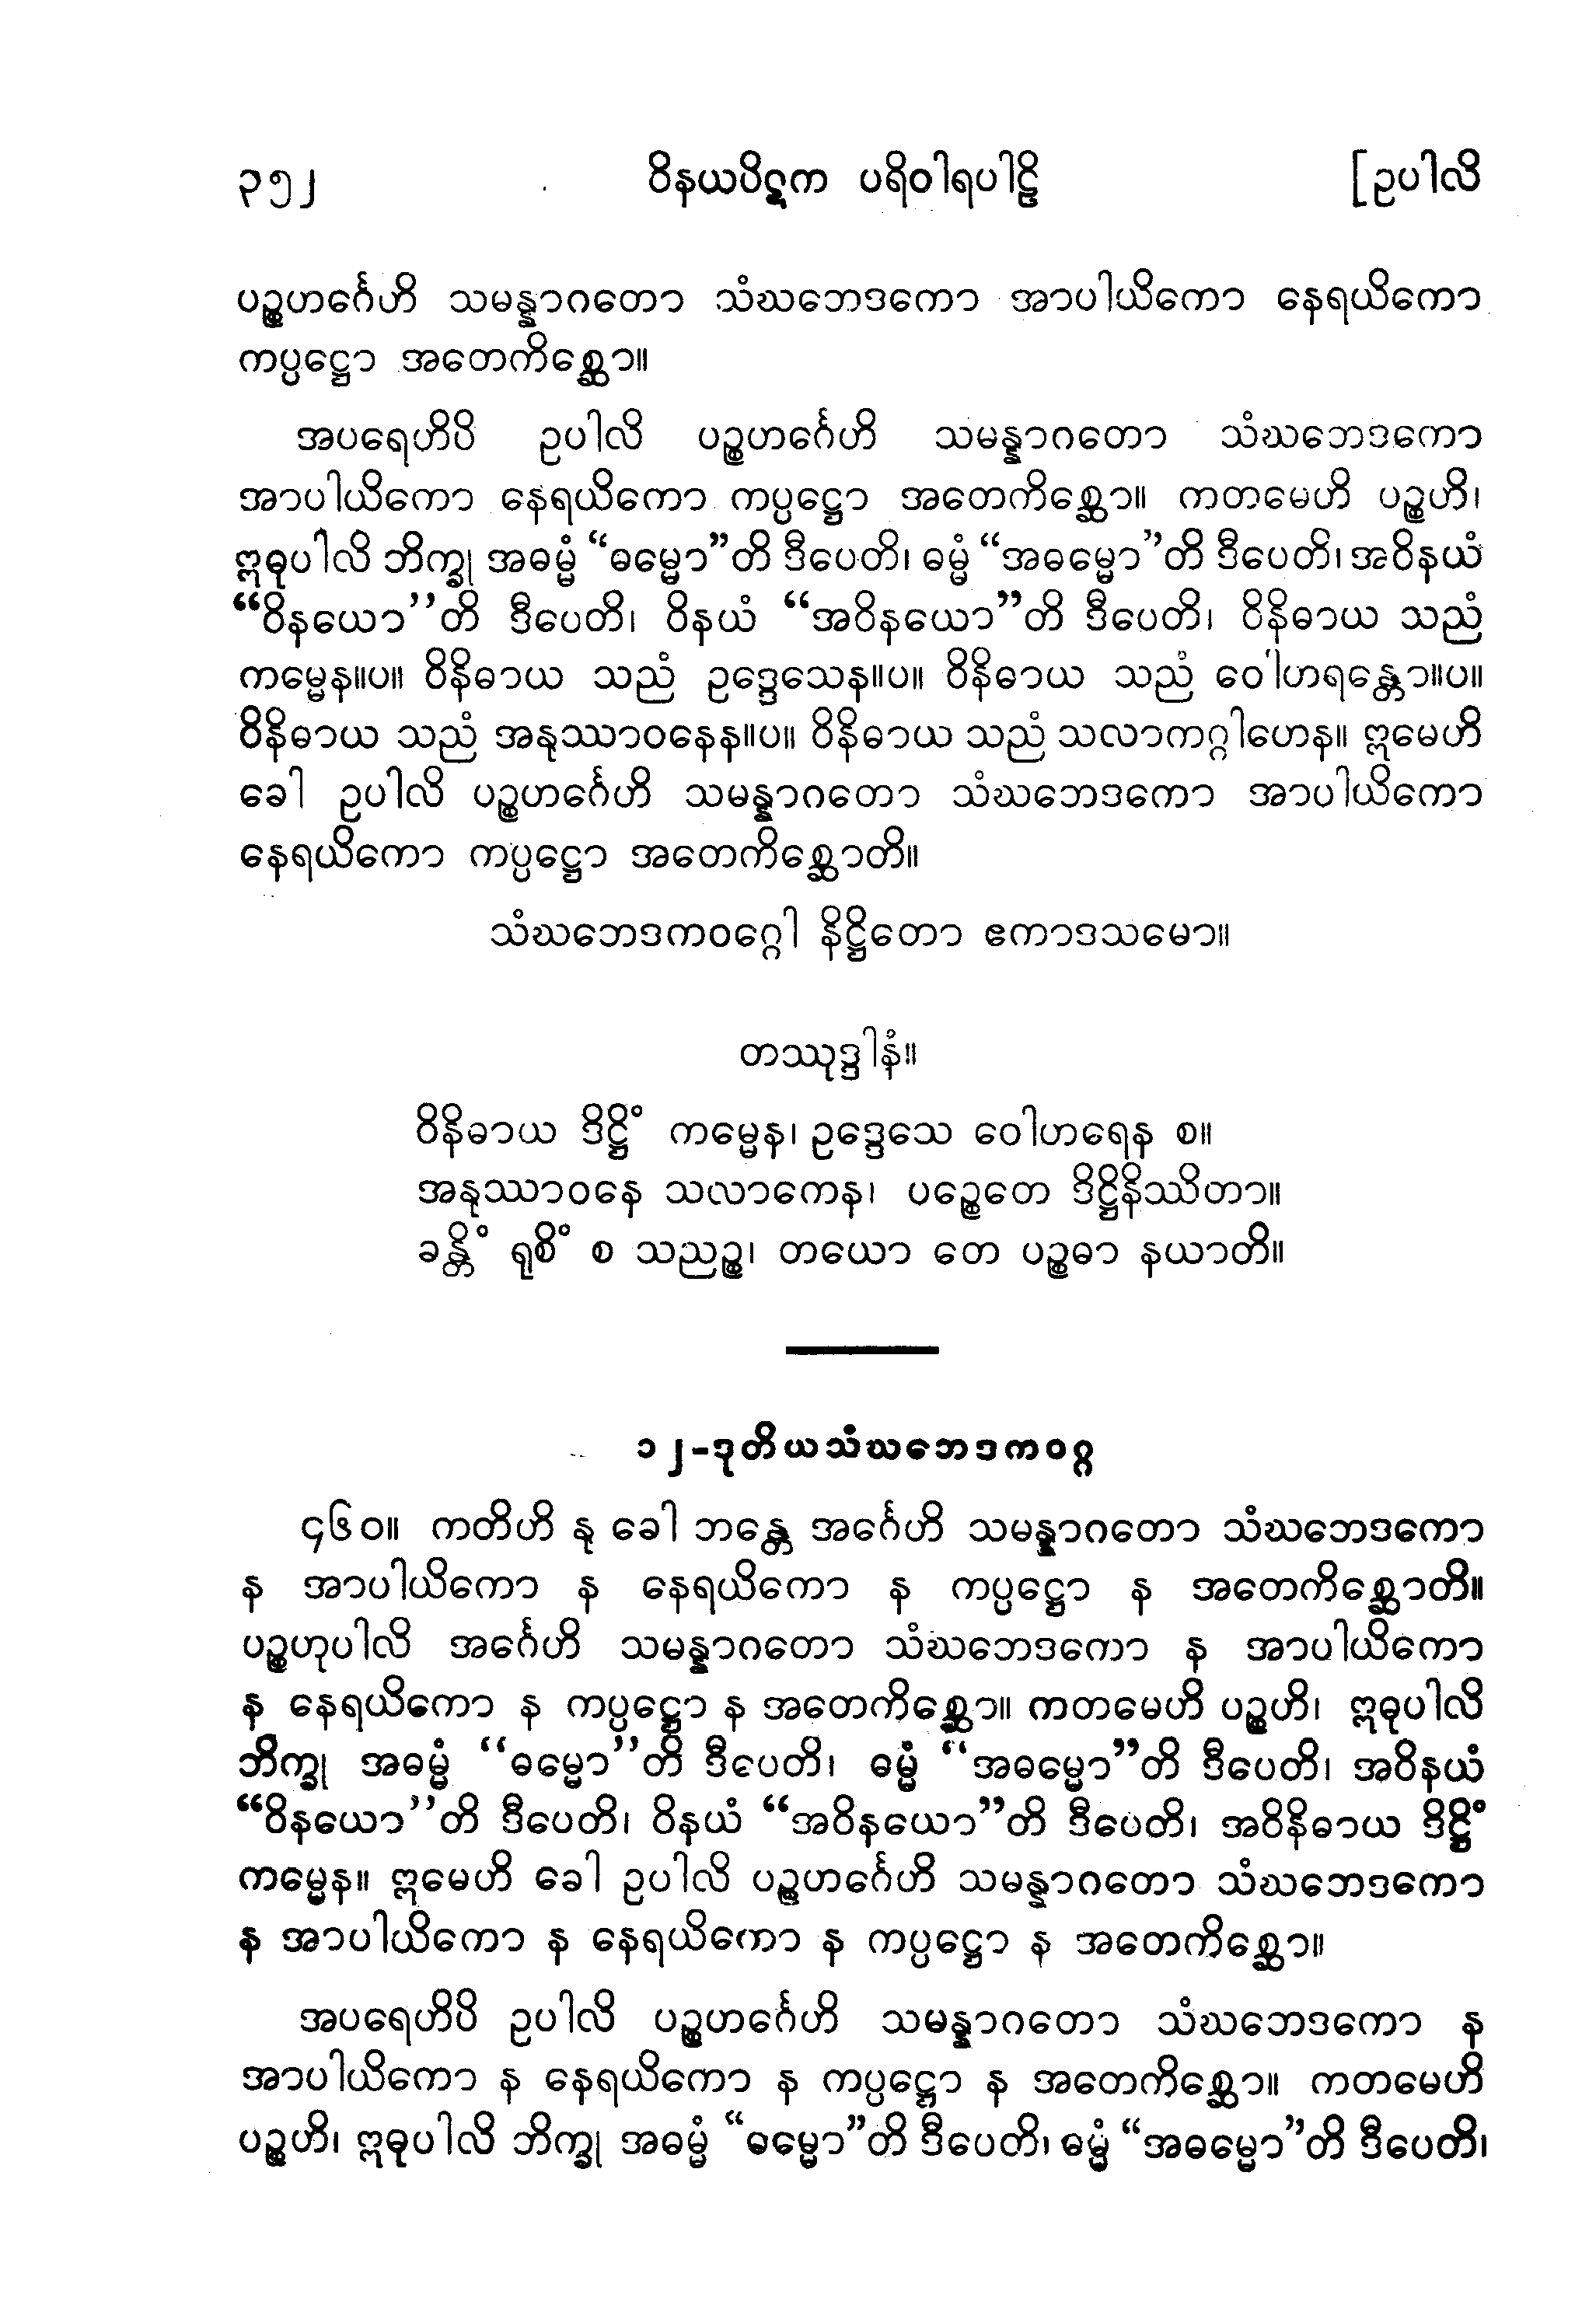 ၃၅၂ ဝိနယပိဋက ပရိဝါရပါဠိ [ဥပါလိ
ပဉ္စဟင်္ဂေဟိ သမန္နာဂတော သံဃဘေဒကော အာပါယိကော နေရယိကော
ကပ္ပဋ္ဌော အတေကိစ္ဆော။
အပရေဟိပိ ဥပါလိ ပဉ္စဟင်္ဂေဟိ သမန္နာဂတော သံဃဘေဒကော
အာပါယိကော နေရယိကော ကပ္ပဋ္ဌော အတေကိစ္ဆော။ ကတမေဟိ ပဉ္စဟိ၊
ဣဓုပါလိ ဘိက္ခု အဓမ္မံ “ဓမ္မော”တိ ဒီပေတိ၊ ဓမ္မံ “အဓမ္မော”တိ ဒီပေတိ၊ အဝိနယံ
“ဝိနယော”တိ ဒီပေတိ၊ ဝိနယံ “အဝိနယော”တိ ဒီပေတိ၊ ဝိနိဓာယ သညံ
ကမ္မေန။ပ။ ဝိနိဓာယ သညံ ဥဒ္ဒေသေန။ပ။ ဝိနိဓာယ သညံ ဝေါဟရန္တော။ပ။
ဝိနိဓာယ သညံ အနုဿာဝနေန။ပ။ ဝိနိဓာယ သညံ သလာကဂ္ဂါဟေန။ ဣမေဟိ
ခေါ ဥပါလိ ပဉ္စဟင်္ဂေဟိ သမန္နာဂတော သံဃဘေဒကော အာပါယိကော
နေရယိကော ကပ္ပဋ္ဌော အတေကိစ္ဆောတိ။
သံဃဘေဒကဝဂ္ဂေါ နိဋ္ဌိတော ဧကာဒသမော။
တဿုဒ္ဒါနံ။
ဝိနိဓာယ ဒိဋ္ဌိံ ကမ္မေန၊ ဥဒ္ဒေသေ ဝေါဟရေန စ။
အနုဿာဝနေ သလာကေန၊ ပဉ္စေတေ ဒိဋ္ဌိနိဿိတာ။
ခန္တိံ ရုစိံ စ သညဉ္စ၊ တယော တေ ပဉ္စဓာ နယာတိ။
၁၂-ဒုတိယသံဃဘေဒကဝဂ္ဂ
၄၆၀။ ကတိဟိ နု ခေါ ဘန္တေ အင်္ဂေဟိ သမန္နာဂတော သံဃဘေဒကော
န အာပါယိကော န နေရယိကော န ကပ္ပဋ္ဌော န အတေကိစ္ဆောတိ။
ပဉ္စဟုပါလိ အင်္ဂေဟိ သမန္နာဂတော သံဃဘေဒကော န အာပါယိကော
န နေရယိကော န ကပ္ပဋ္ဌော န အတေကိစ္ဆော။ ကတမေဟိ ပဉ္စဟိ၊ ဣဓုပါလိ
ဘိက္ခု အဓမ္မံ “ဓမ္မော”တိ ဒီပေတိ၊ ဓမ္မံ “အဓမ္မော”တိ ဒီပေတိ၊ အဝိနယံ
“ဝိနယော”တိ ဒီပေတိ၊ ဝိနယံ “အဝိနယော”တိ ဒီပေတိ၊ အဝိနိဓာယ ဒိဋ္ဌိံ
ကမ္မေန။ ဣမေဟိ ခေါ ဥပါလိ ပဉ္စဟင်္ဂေဟိ သမန္နာဂတော သံဃဘေဒကော
န အာပါယိကော န နေရယိကော န ကပ္ပဋ္ဌော န အတေကိစ္ဆော။
အပရေဟိပိ ဥပါလိ ပဉ္စဟင်္ဂေဟိ သမန္နာဂတော သံဃဘေဒကော န
အာပါယိကော န နေရယိကော န ကပ္ပဋ္ဌော န အတေကိစ္ဆော။ ကတမေဟိ
ပဉ္စဟိ၊ ဣဓုပါလိ ဘိက္ခု အဓမ္မံ “ဓမ္မော”တိ ဒီပေတိ၊ ဓမ္မံ “အဓမ္မော”တိ ဒီပေတိ၊